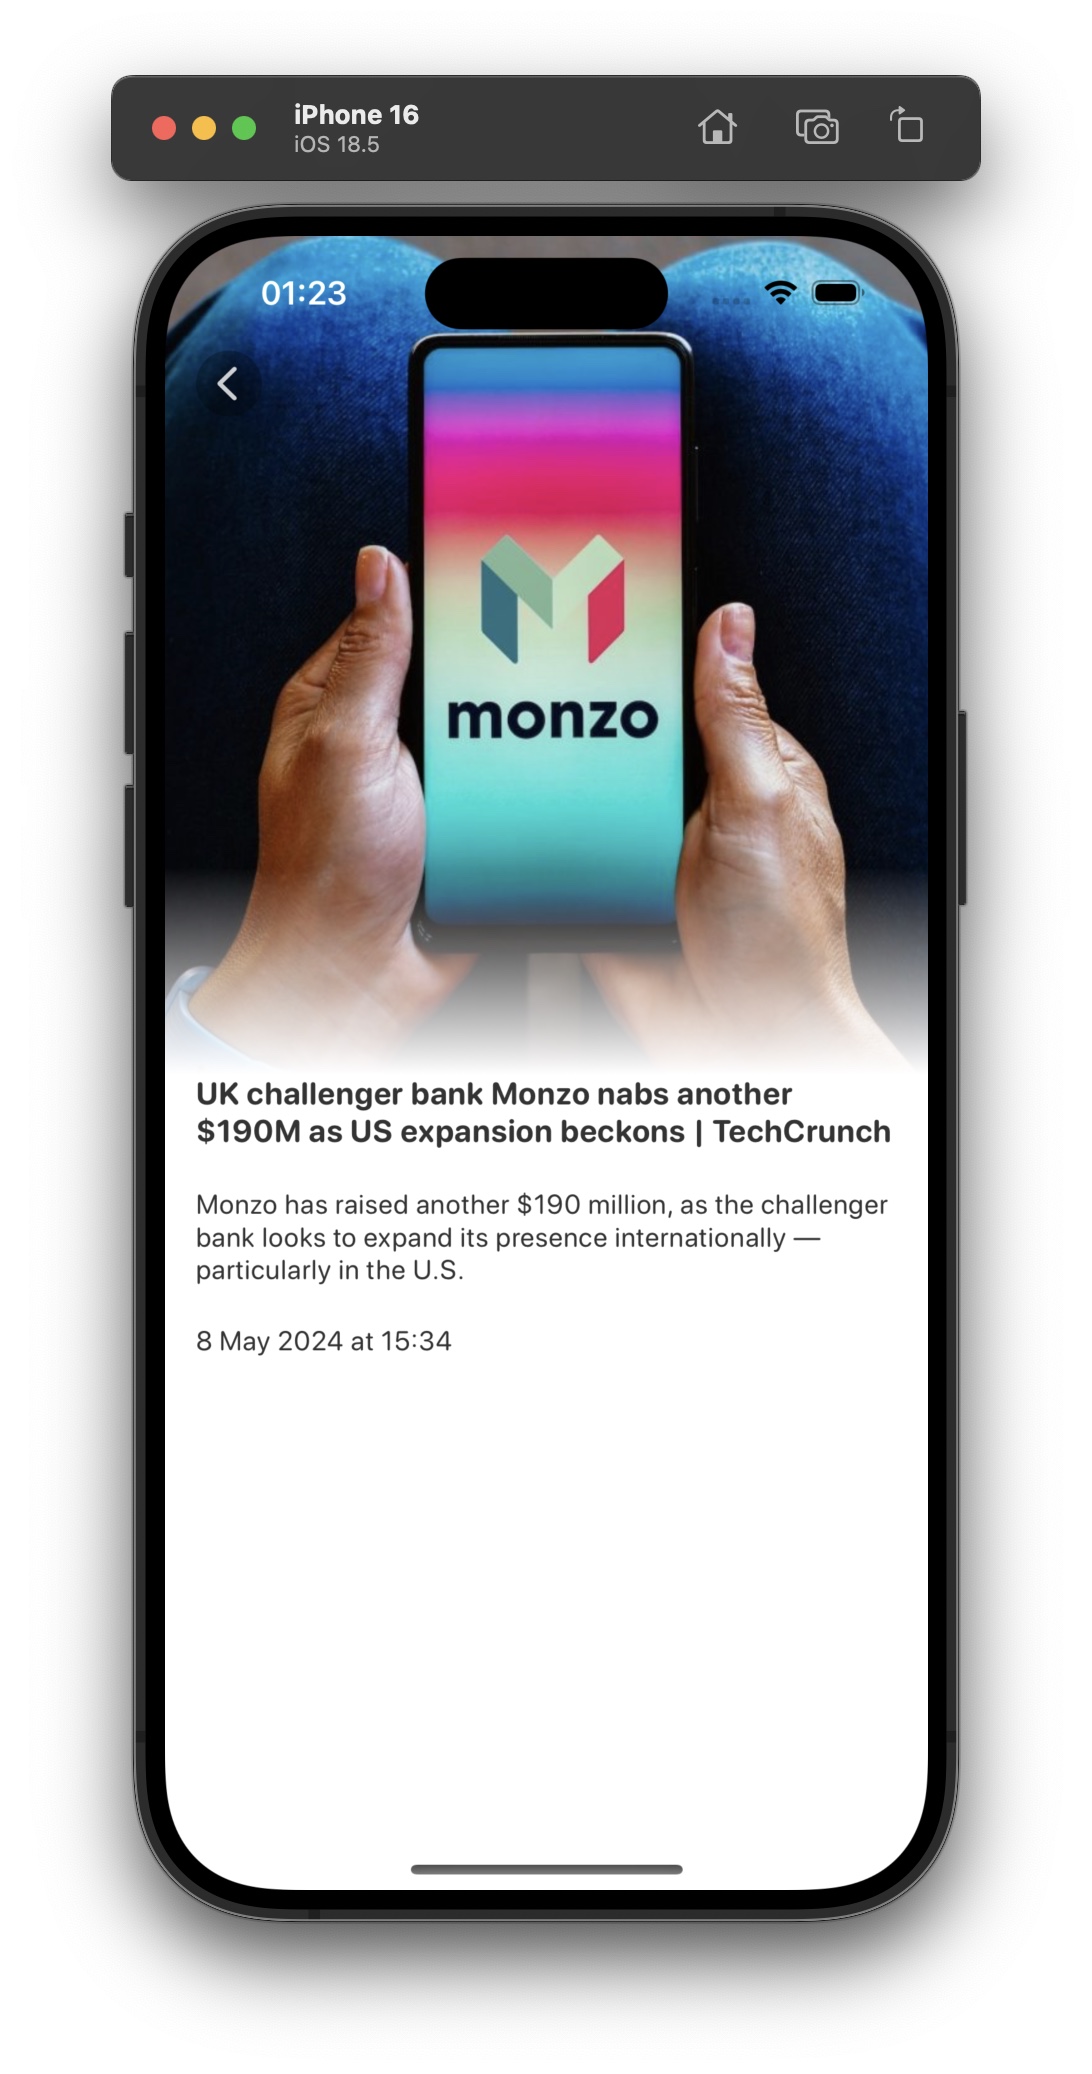 iPhone 16
iOS 18.5
01:23
monzo
UK challenger bank Monzo nabs another
$190M as US expansion beckons | TechCrunch
Monzo has raised another $190 million, as the challenger
bank looks to expand its presence internationally —
particularly in the U.S.
8 May 2024 at 15:34